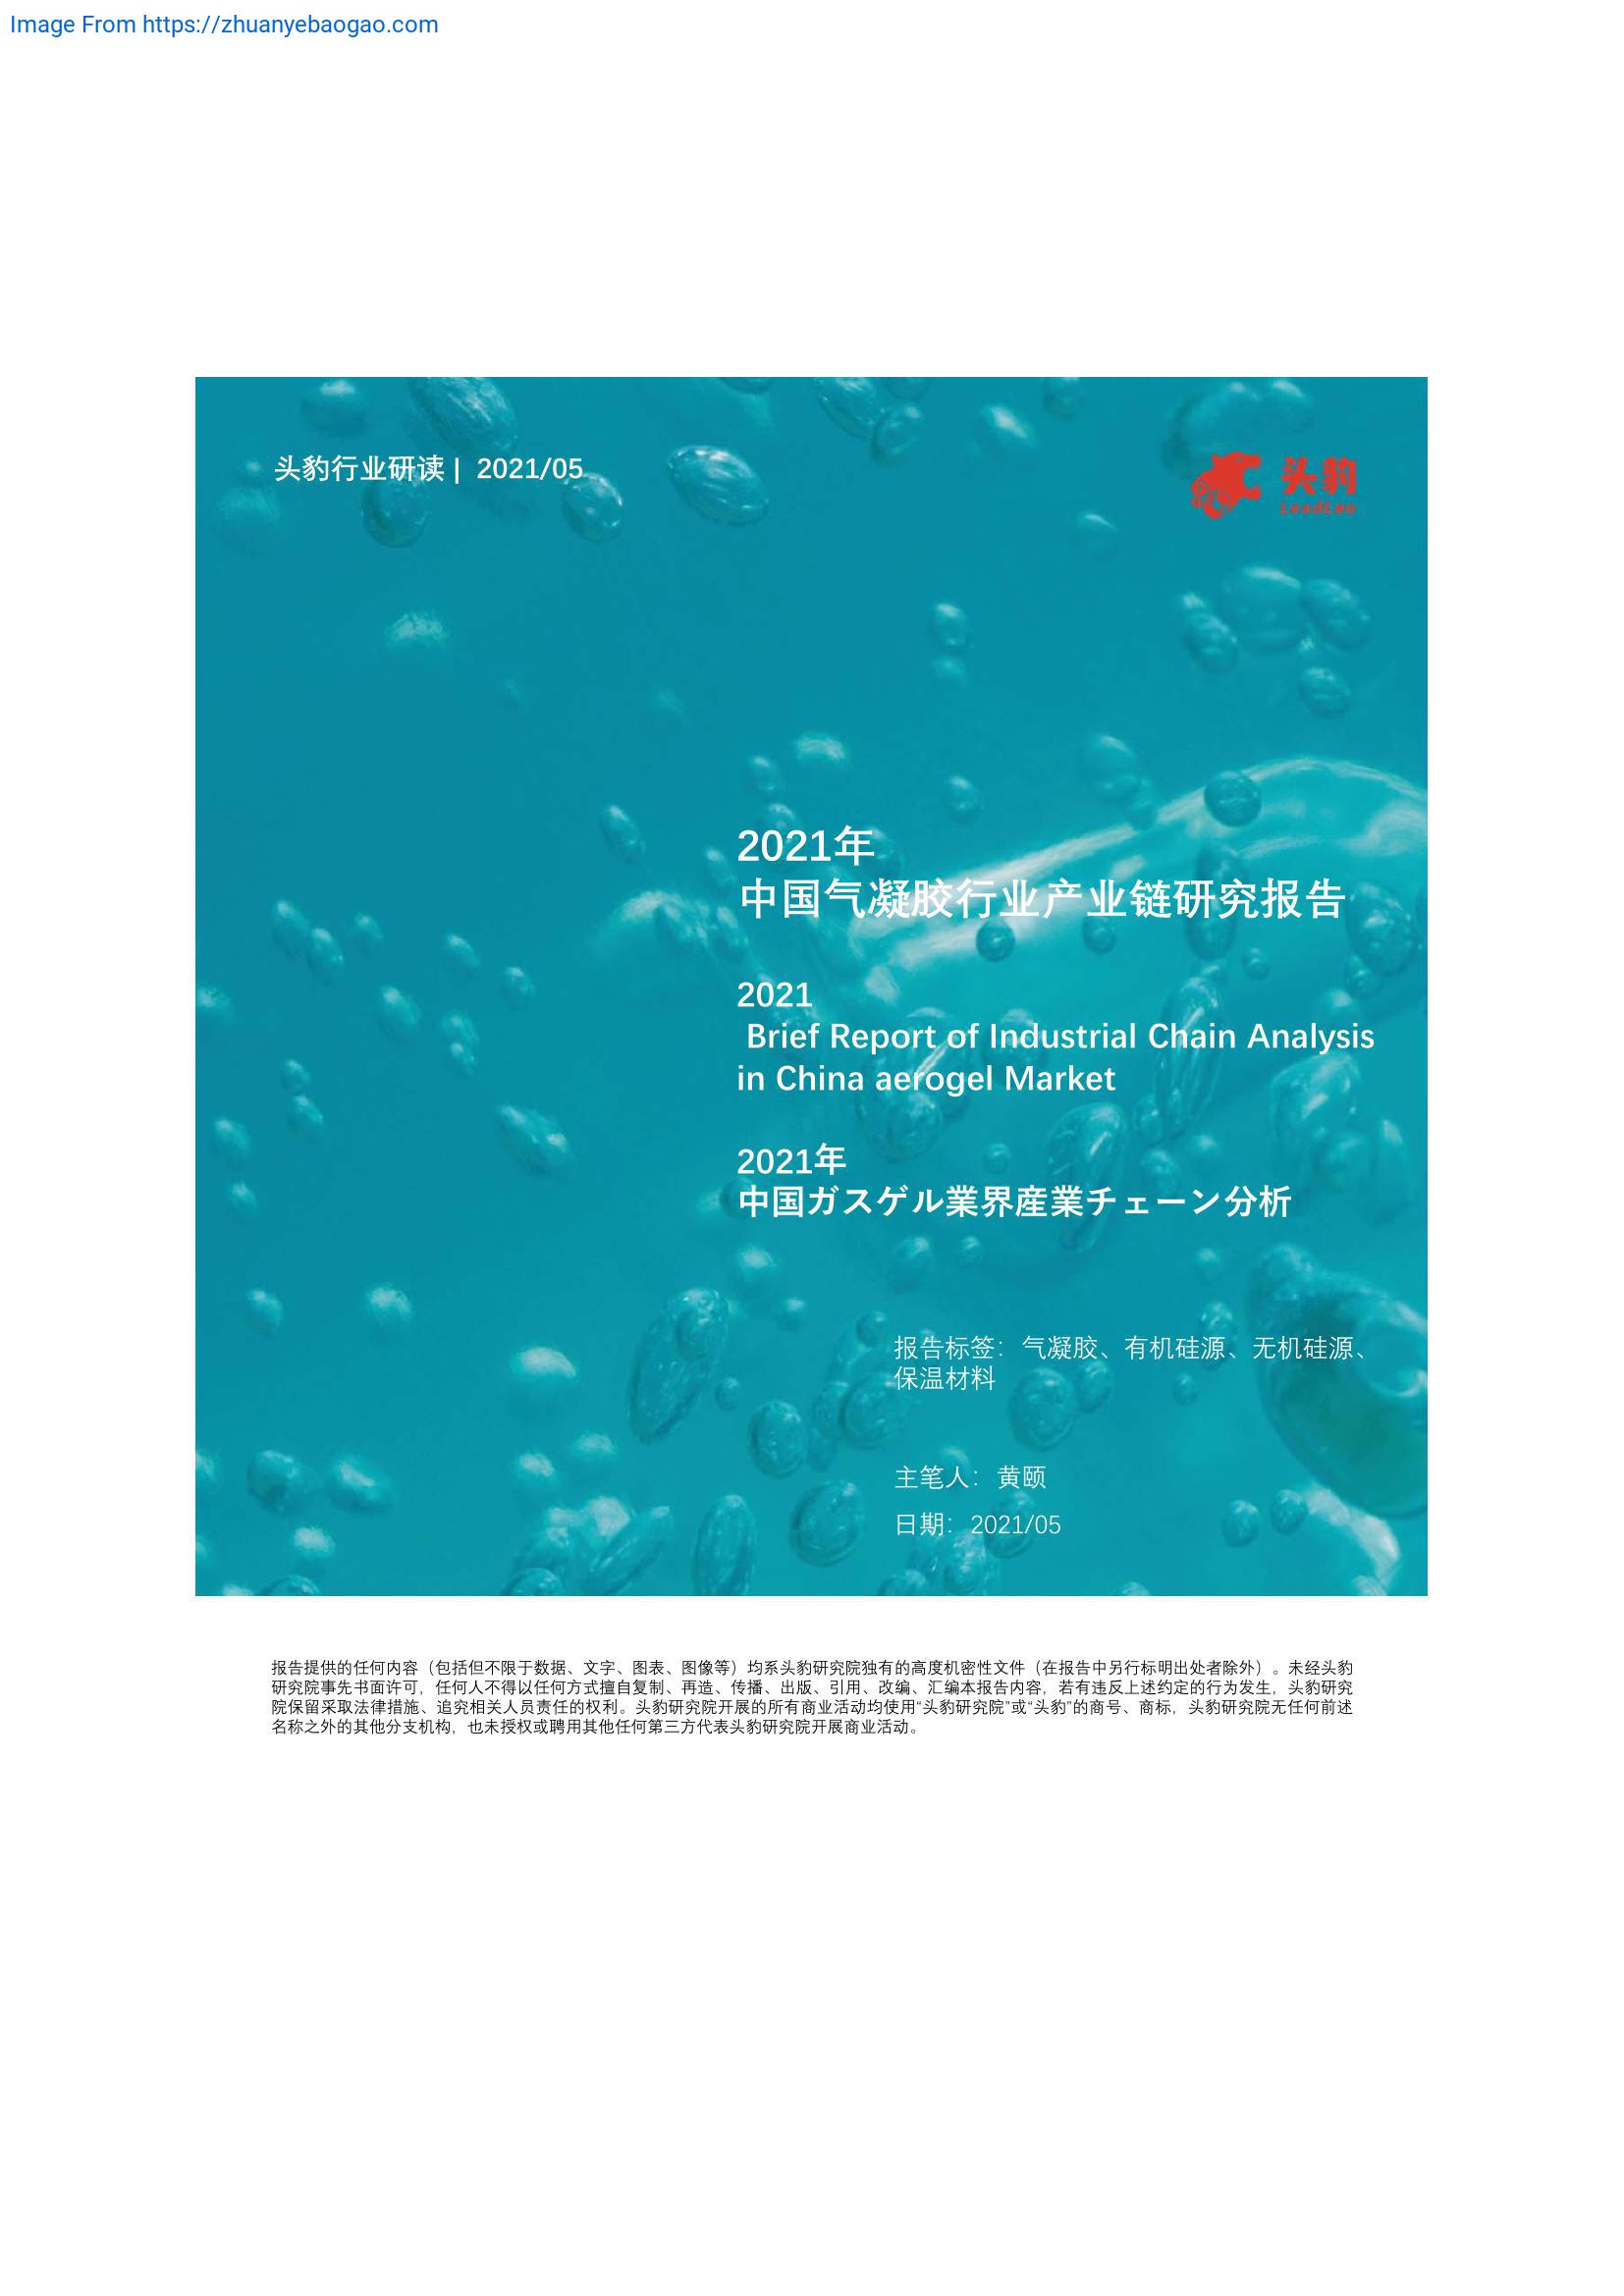 Image From https://zhuanyebaogao.com
头豹行业研读 | 2021/05
头豹
LeadLeo
2021年
中国气凝胶行业产业链研究报告
2021
Brief Report of Industrial Chain Analysis
in China aerogel Market
2021年
中国ガスゲル業界産業チェーン分析
报告标签：气凝胶、有机硅源、无机硅源、
保温材料
主笔人：黄颐
日期：2021/05
报告提供的任何内容（包括但不限于数据、文字、图表、图像等）均系头豹研究院独有的高度机密性文件（在报告中另行标明出处者除外）。未经头豹
研究院事先书面许可，任何人不得以任何方式擅自复制、再造、传播、出版、引用、改编、汇编本报告内容，若有违反上述约定的行为发生，头豹研究
院保留采取法律措施、追究相关人员责任的权利。头豹研究院开展的所有商业活动均使用“头豹研究院”或“头豹”的商号、商标，头豹研究院无任何前述
名称之外的其他分支机构，也未授权或聘用其他任何第三方代表头豹研究院开展商业活动。